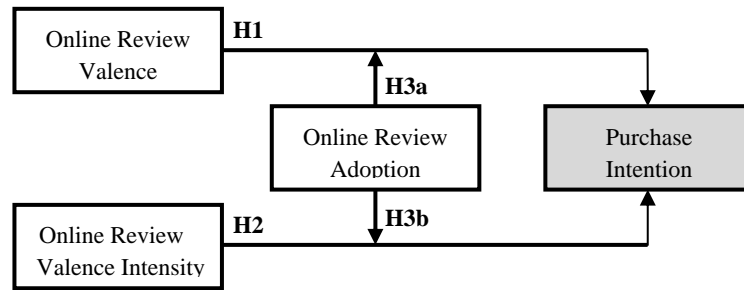 Online Review
Valence
H1
H3a
Online Review
Adoption
Purchase
Intention
H3b
Online Review
Valence Intensity
H2